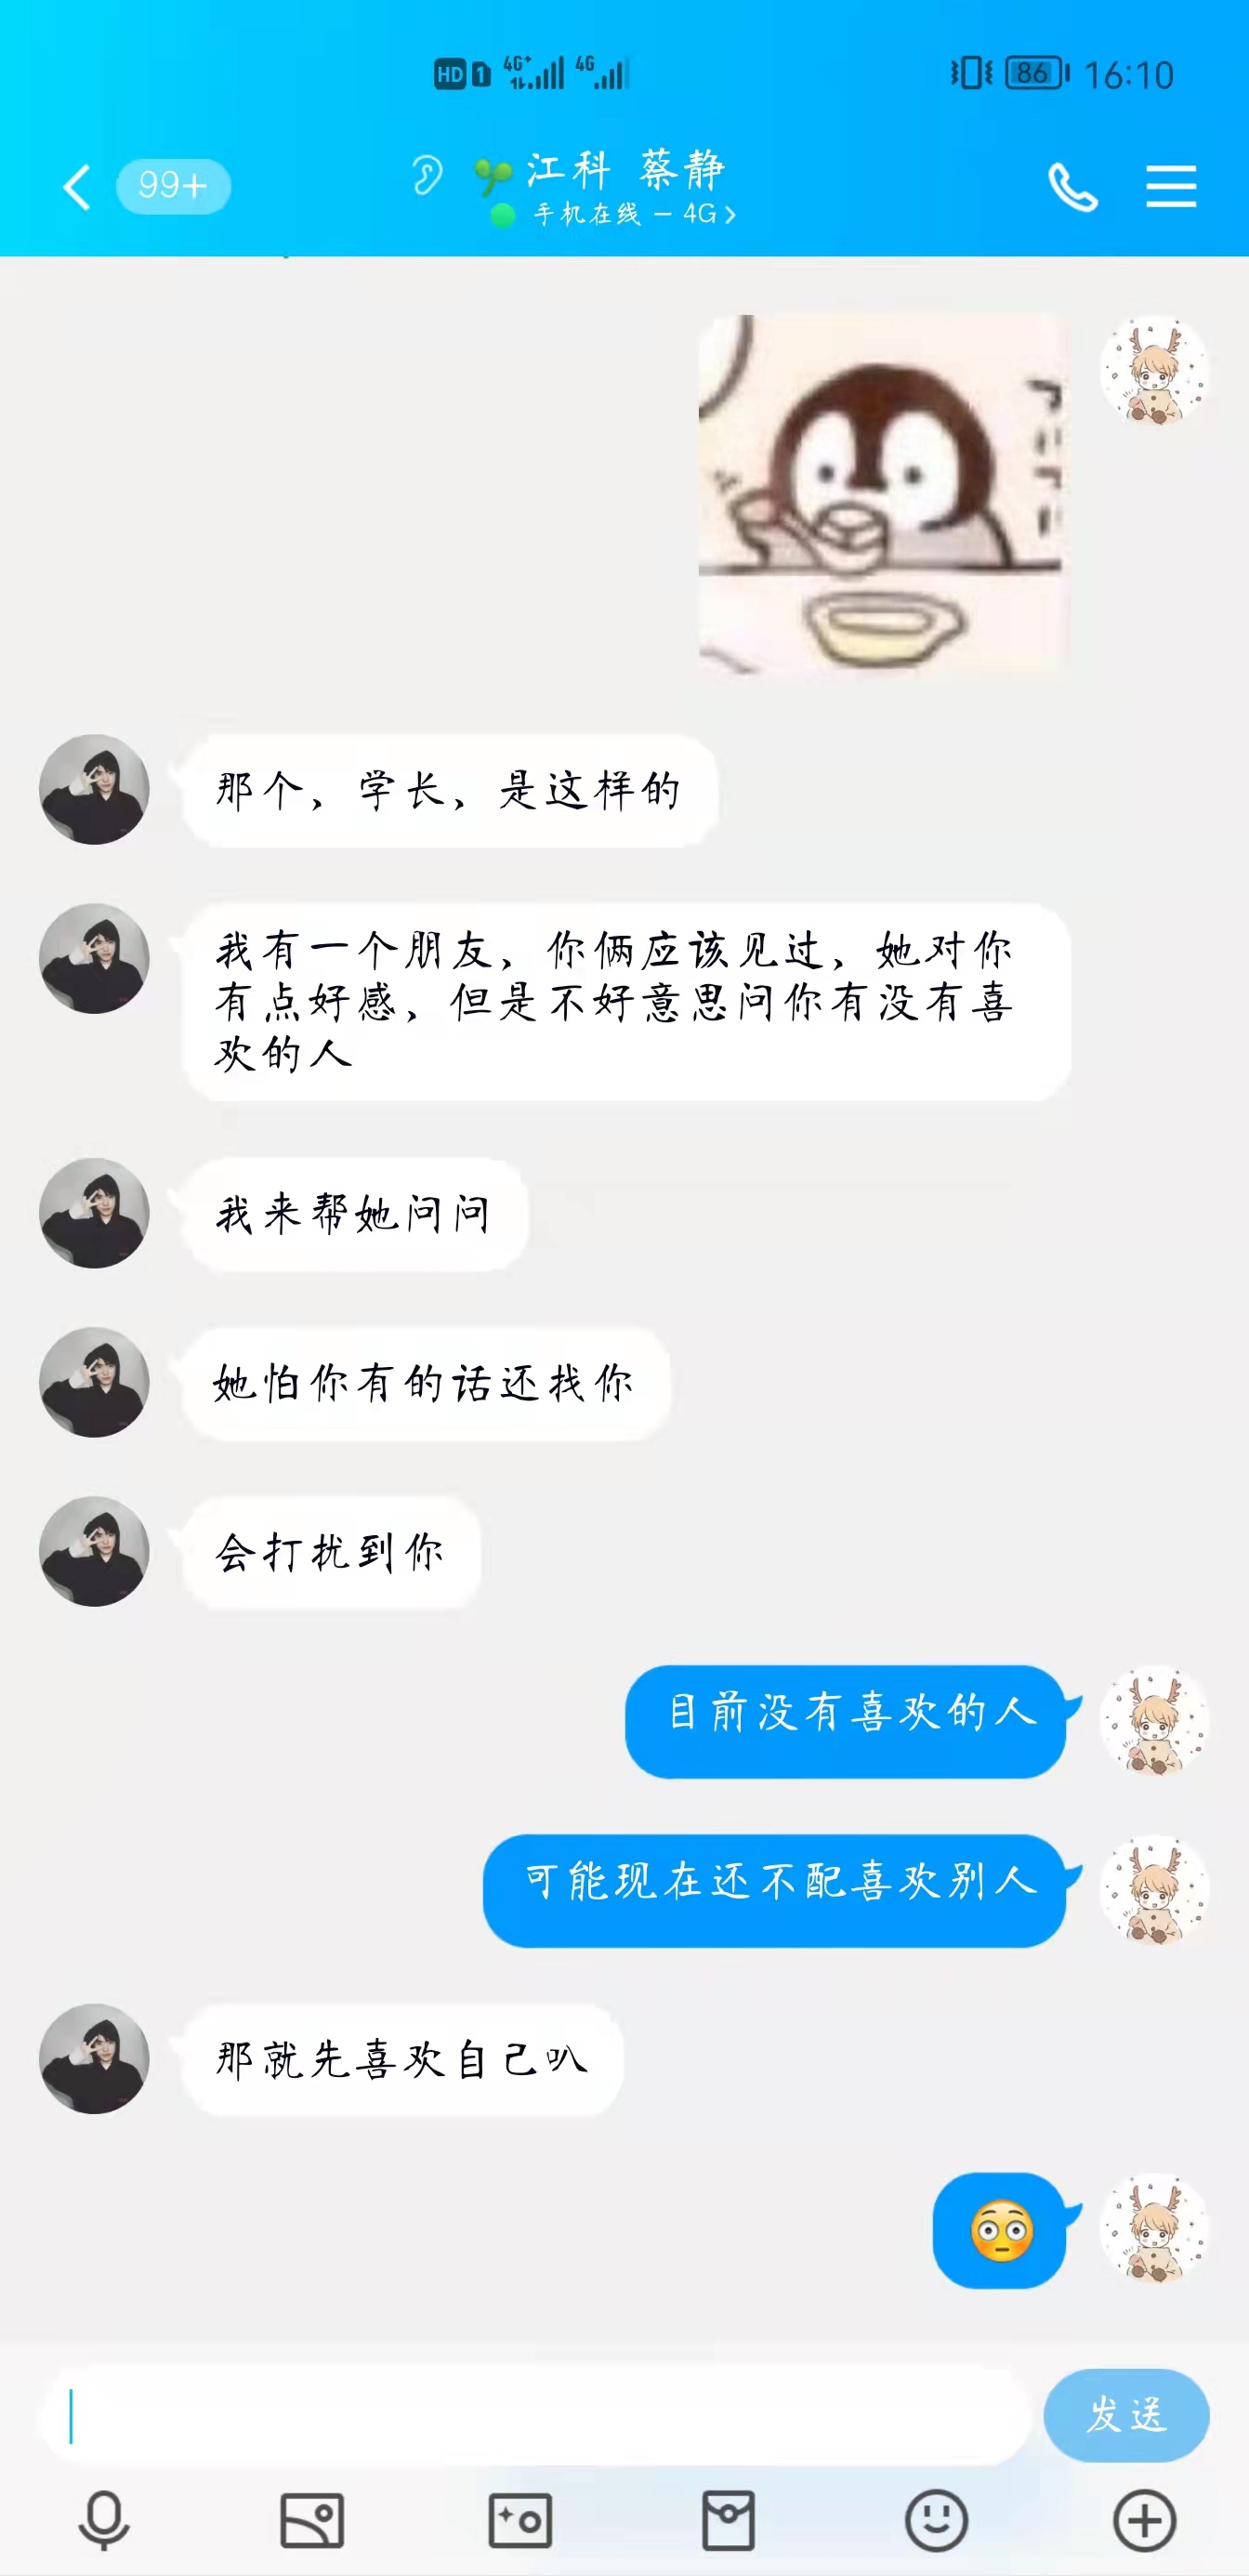 HD 1 4G+ 4G 86 16:10
99+ 江科 蔡静
手机在线 - 4G
那个，学长，是这样的
我有一个朋友，你俩应该见过，她对你
有点好感，但是不好意思问你有没有喜
欢的人
我来帮她问问
她怕你有的话还找你
会打扰到你
目前没有喜欢的人
可能现在还不配喜欢别人
那就先喜欢自己叭
发送